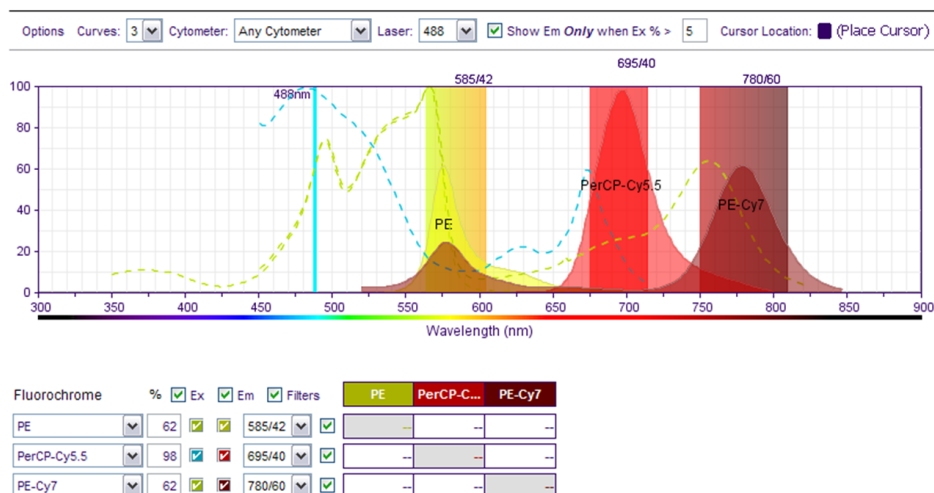 Options Curves: 3 Cytometer: Any Cytometer Laser: 488 Show Em Only when Ex % > 5 Cursor Location: (Place Cursor)
695/40
585/42 780/60
488nm
100
80
60
40
20
0
PerCP-Cy5.5
PE-Cy7
PE
300 350 400 450 500 550 600 650 700 750 800 850 900
Wavelength (nm)
Fluorochrome % Ex Em Filters PE PerCP-C... PE-Cy7
PE 62 585/42 -- -- --
PerCP-Cy5.5 98 695/40 -- -- --
PE-Cy7 62 780/60 -- -- --